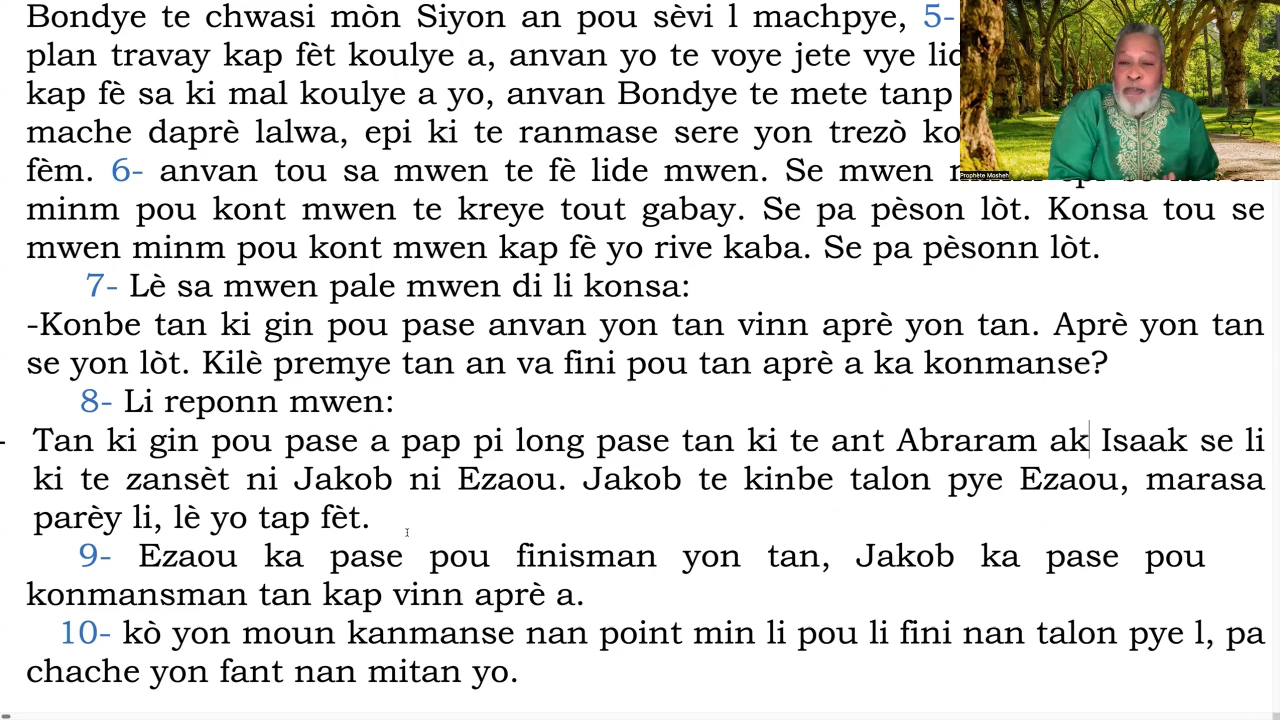 Bondye te chwasi mòn Siyon an pou sèvi l machpye, 5-
plan travay kap fèt koulye a, anvan yo te voye jete vye
kap fè sa ki mal koulye a yo, anvan Bondye te mete tanp
mache daprè lalwa, epi ki te ranmase sere yon trezò
fèm. 6- anvan tou sa mwen te fè lide mwen. Se mwen
Prophète Mosheh
minm pou kont mwen te kreye tout gabay. Se pa pèson lòt. Konsa tou se
mwen minm pou kont mwen kap fè yo rive kaba. Se pa pèsonn lòt.
7- Lè sa mwen pale mwen di li konsa:
-Konbe tan ki gin pou pase anvan yon tan vinn aprè yon tan. Aprè yon tan
se yon lòt. Kilè premye tan an va fini pou tan aprè a ka konmanse?
8- Li reponn mwen:
- Tan ki gin pou pase a pap pi long pase tan ki te ant Abraram ak Isaak se li
ki te zansèt ni Jakob ni Ezaou. Jakob te kinbe talon pye Ezaou, marasa
parèy li, lè yo tap fèt.
9- Ezaou ka pase pou finisman yon tan, Jakob ka pase pou
konmansman tan kap vinn aprè a.
10- kò yon moun kanmanse nan point min li pou li fini nan talon pye l, pa
chache yon fant nan mitan yo.